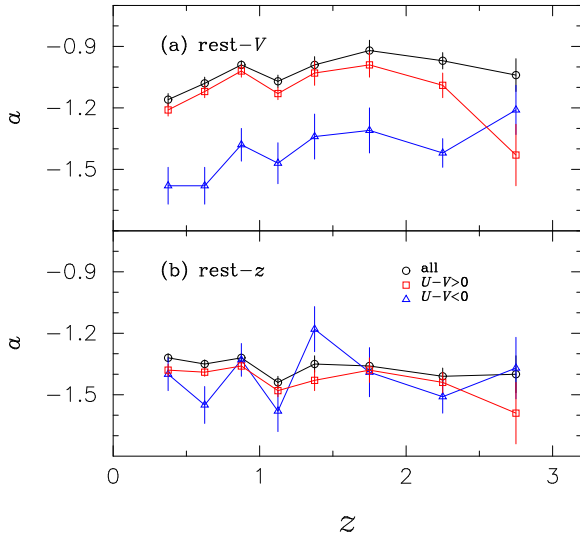 (a) rest-V
−0.9
−1.2
−1.5
a
(b) rest-z
all
U-V>0
U-V<0
−0.9
−1.2
−1.5
a
0 1 2 3
z